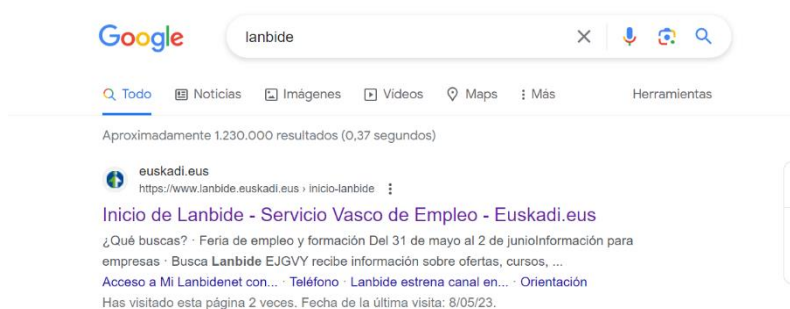 Google
lanbide
Todo Noticias Imágenes Videos Maps Más Herramientas
Aproximadamente 1.230.000 resultados (0,37 segundos)
euskadi.eus
https://www.lanbide.euskadi.eus › inicio-lanbide
Inicio de Lanbide - Servicio Vasco de Empleo - Euskadi.eus
¿Qué buscas? · Feria de empleo y formación Del 31 de mayo al 2 de junioInformación para
empresas · Busca Lanbide EJGVY recibe información sobre ofertas, cursos, ...
Acceso a Mi Lanbidenet con... · Teléfono · Lanbide estrena canal en... · Orientación
Has visitado esta página 2 veces. Fecha de la última visita: 8/05/23.